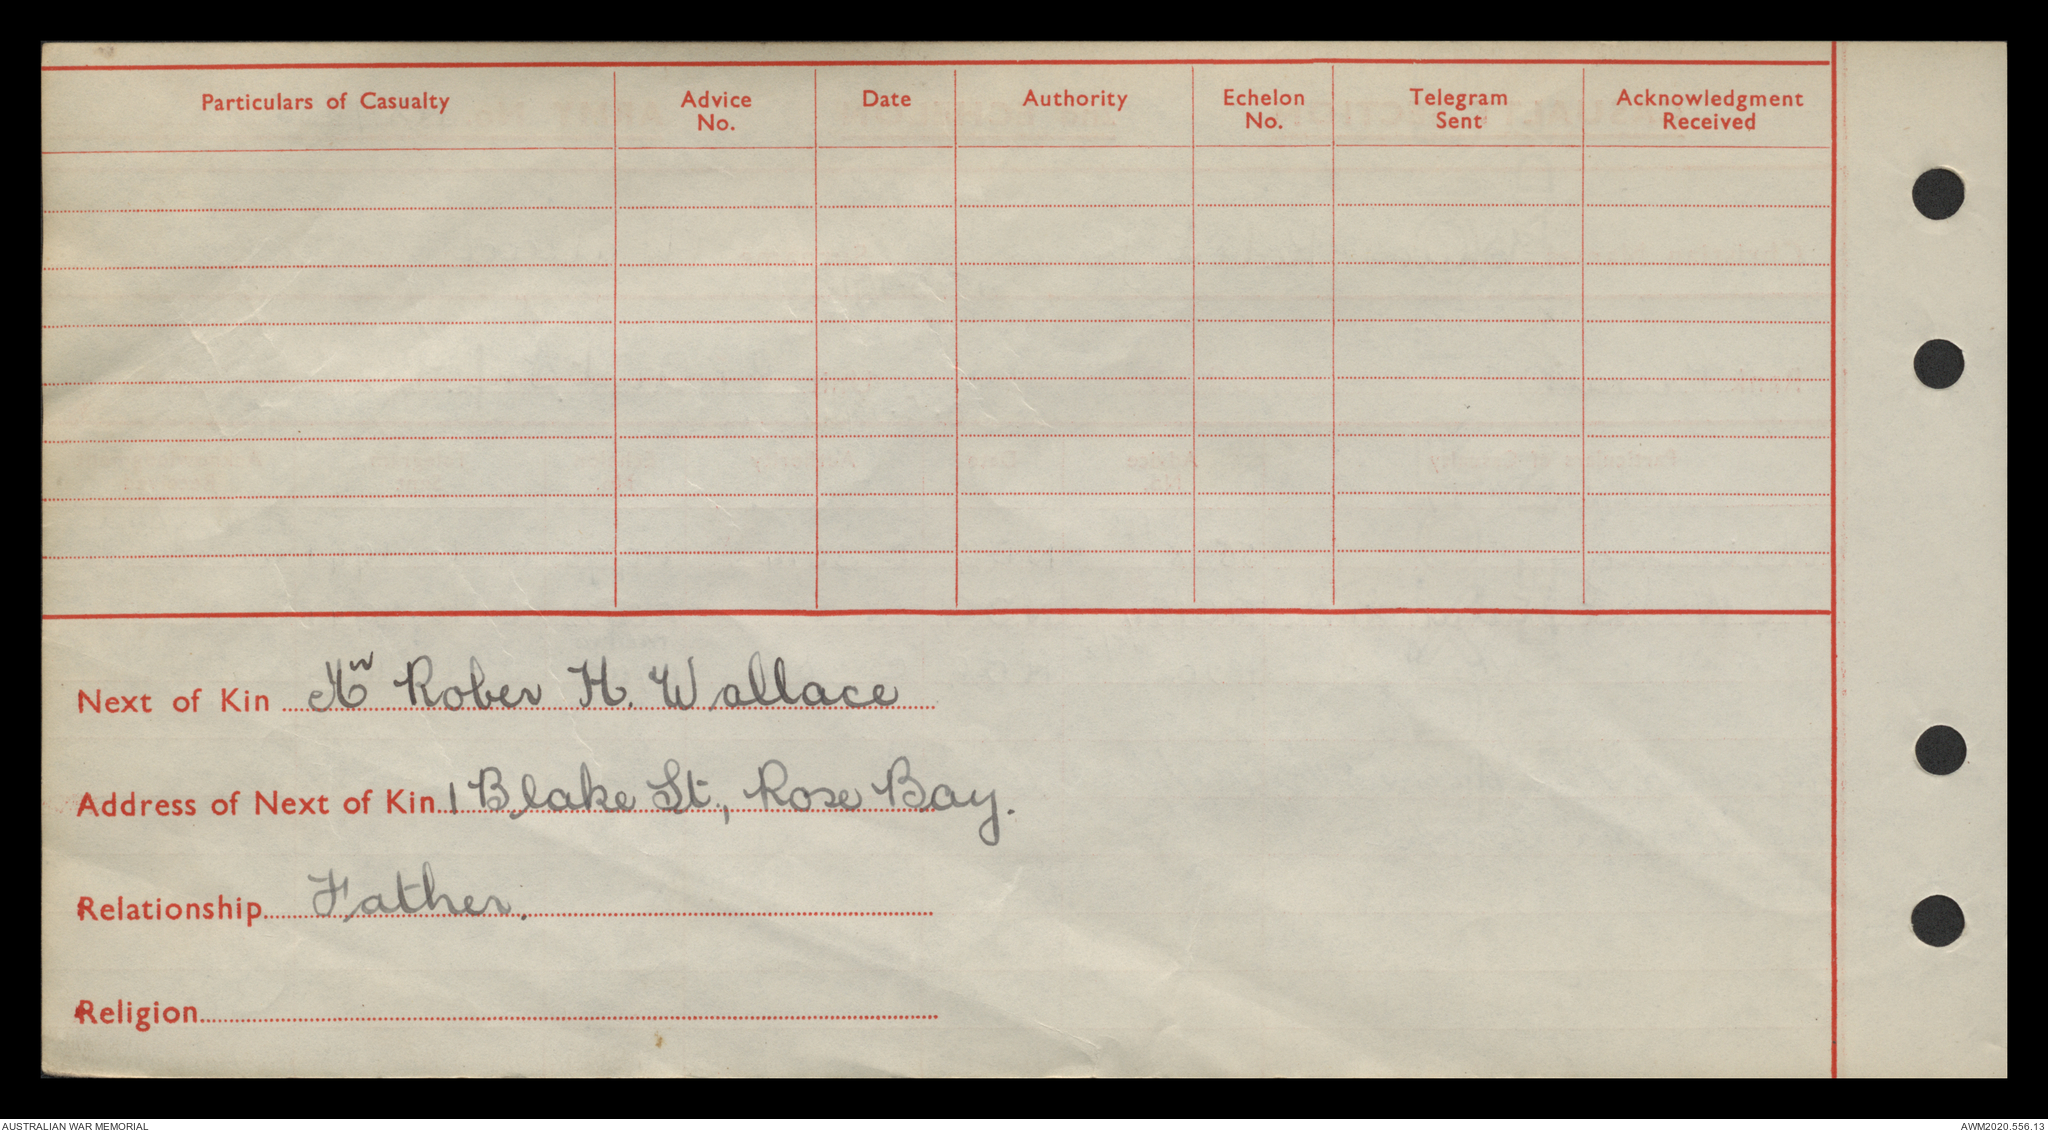 Particulars of Casualty Advice No. Date Authority Echelon No. Telegram Sent Acknowledgment Received
Next of Kin Mr Rober H. Wallace
Address of Next of Kin 1 Blake St., Rose Bay.
Relationship Father.
Religion
AUSTRALIAN WAR MEMORIAL AWM2020.556.13